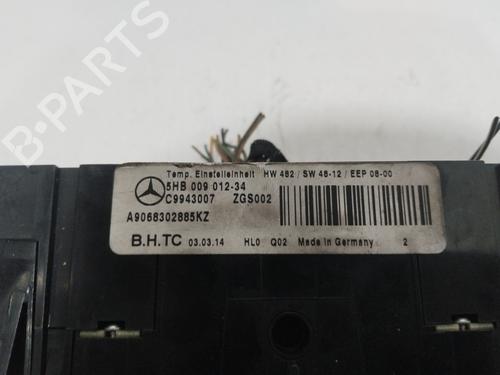 Temp. Einstelleinheit HW 462 / SW 48-12 / EEP 08-00
5HB 009 012-34
C9943007 ZGS002
A9068302885KZ
B.H.TC 03.03.14 HL0 Q02 Made in Germany 2
B-PARTS